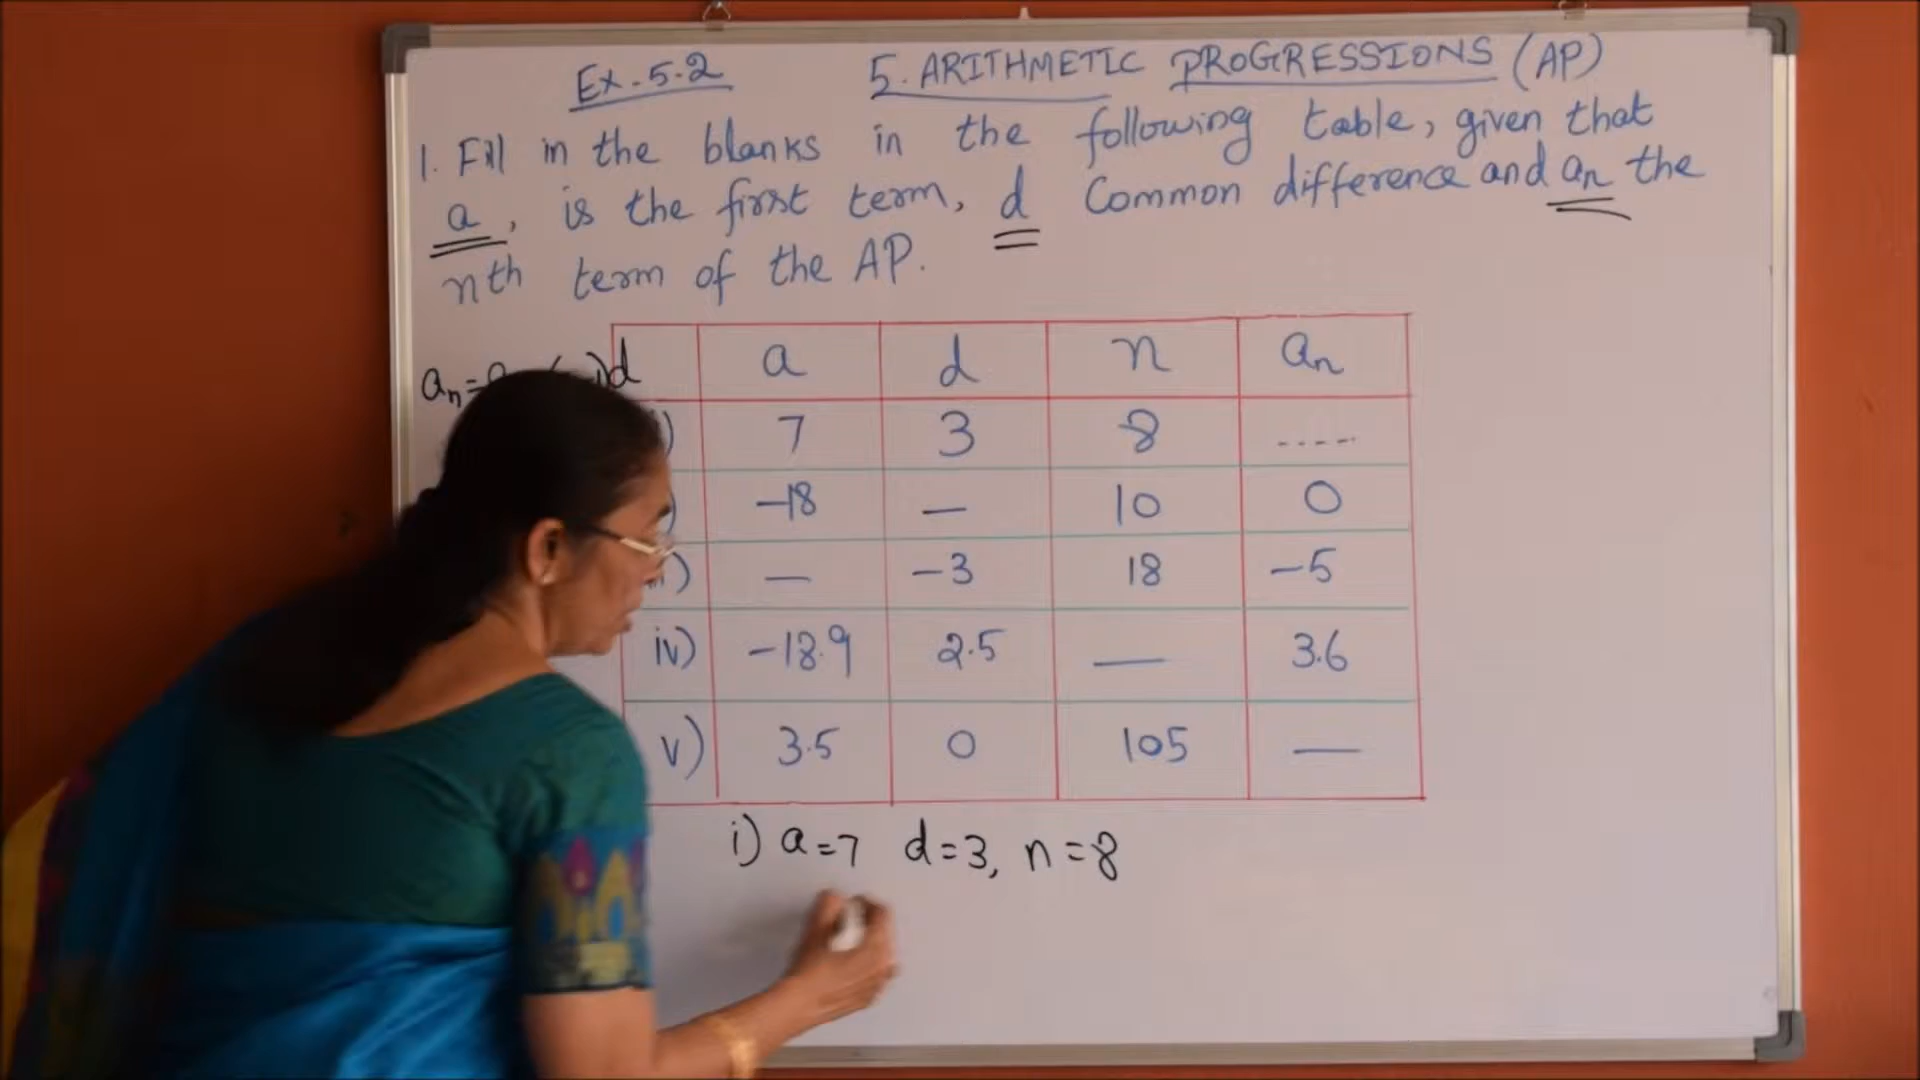 Ex. 5.2 5. ARITHMETIC PROGRESSIONS (AP)
1. Fill in the blanks in the following table, given that
a, is the first term, d Common difference and an the
nth term of the AP.
an= d
a d n an
) 7 3 8 .....
) -18 — 10 0
) — -3 18 -5
iv) -18.9 2.5 — 3.6
v) 3.5 0 105 —
i) a=7 d=3, n=8